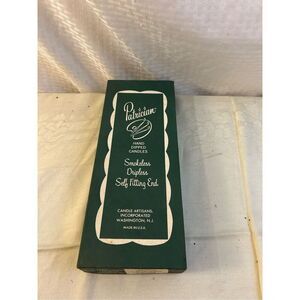 Patrician
HAND
DIPPED
CANDLES
Smokeless
Dripless
Self Fitting End
CANDLE ARTISANS,
INCORPORATED
WASHINGTON, N.J.
MADE IN U.S.A.